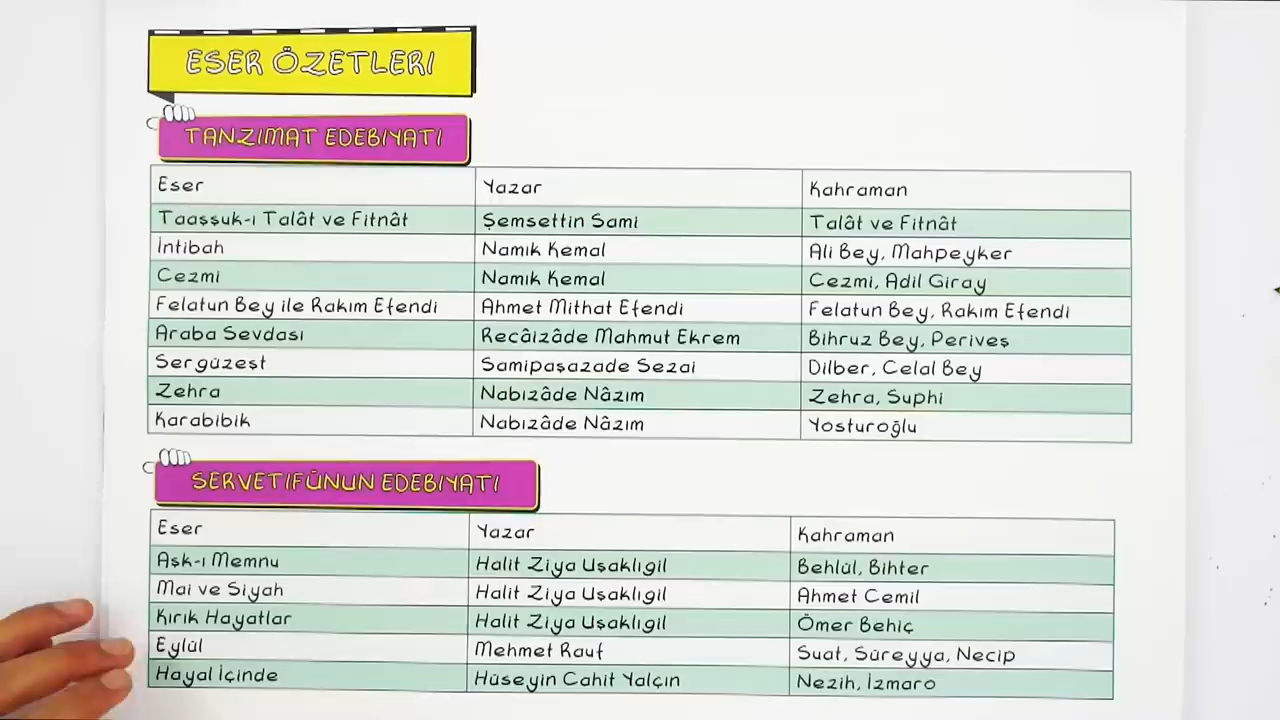 ESER ÖZETLERİ
TANZİMAT EDEBİYATI
Eser Yazar Kahraman
Taaşşuk-ı Talât ve Fitnât Şemsettin Sami Talât ve Fitnât
İntibah Namık Kemal Ali Bey, Mahpeyker
Cezmi Namık Kemal Cezmi, Adil Giray
Felatun Bey ile Rakım Efendi Ahmet Mithat Efendi Felatun Bey, Rakım Efendi
Araba Sevdası Recâizâde Mahmut Ekrem Bihruz Bey, Periveş
Sergüzeşt Samipaşazade Sezai Dilber, Celal Bey
Zehra Nabızâde Nâzım Zehra, Suphi
Karabibik Nabızâde Nâzım Yosturoğlu
SERVETİFÜNUN EDEBİYATI
Eser Yazar Kahraman
Aşk-ı Memnu Halit Ziya Uşaklıgil Behlül, Bihter
Mai ve Siyah Halit Ziya Uşaklıgil Ahmet Cemil
Kırık Hayatlar Halit Ziya Uşaklıgil Ömer Behiç
Eylül Mehmet Rauf Suat, Süreyya, Necip
Hayal İçinde Hüseyin Cahit Yalçın Nezih, İzmaro